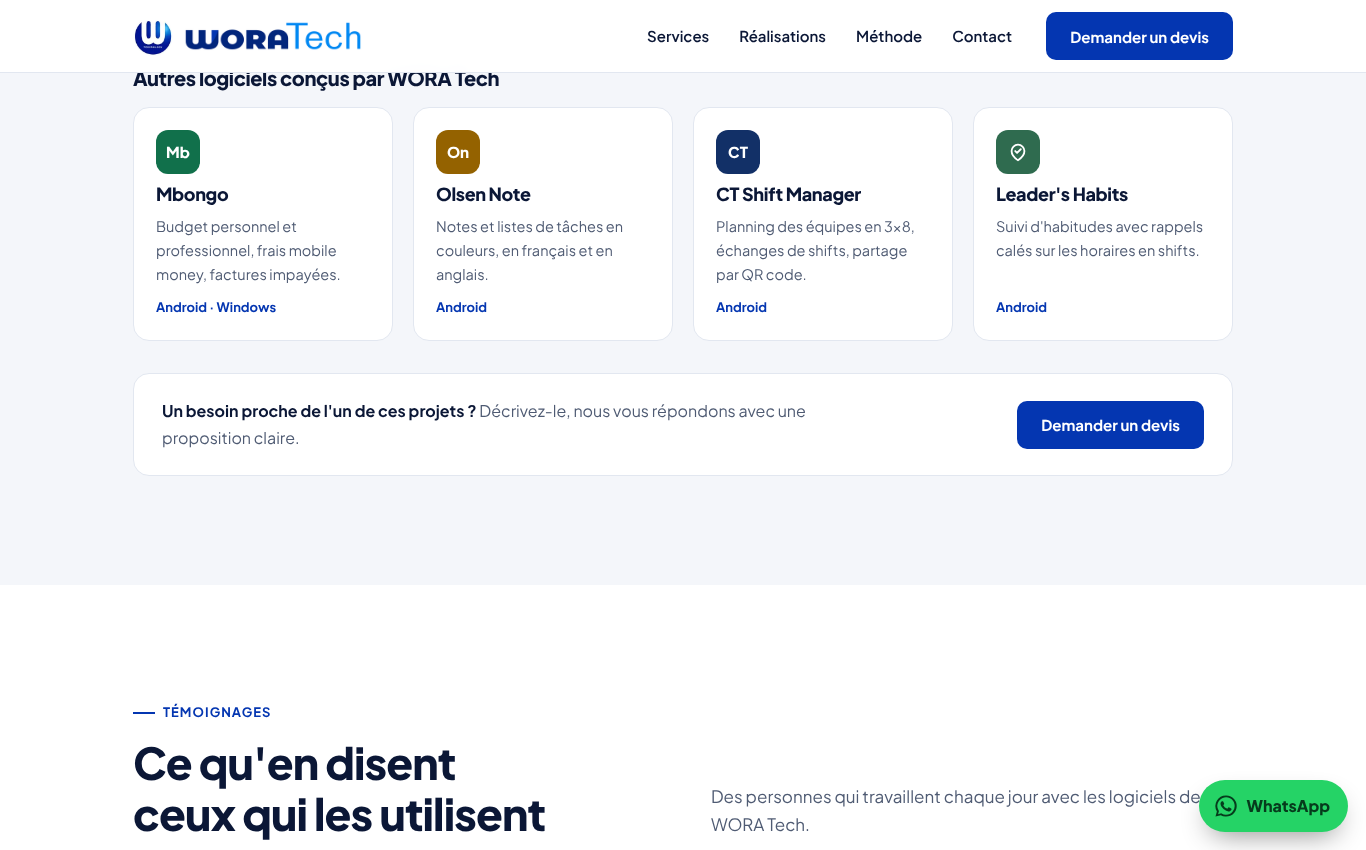 WORATech
Services
Réalisations
Méthode
Contact
Demander un devis
Autres logiciels conçus par WORA Tech
Mb
Mbongo
Budget personnel et
professionnel, frais mobile
money, factures impayées.
Android · Windows
On
Olsen Note
Notes et listes de tâches en
couleurs, en français et en
anglais.
Android
CT
CT Shift Manager
Planning des équipes en 3×8,
échanges de shifts, partage
par QR code.
Android
Leader's Habits
Suivi d'habitudes avec rappels
calés sur les horaires en shifts.
Android
Un besoin proche de l'un de ces projets ? Décrivez-le, nous vous répondons avec une
proposition claire.
Demander un devis
TÉMOIGNAGES
Ce qu'en disent
ceux qui les utilisent
Des personnes qui travaillent chaque jour avec les logiciels de
WORA Tech.
WhatsApp